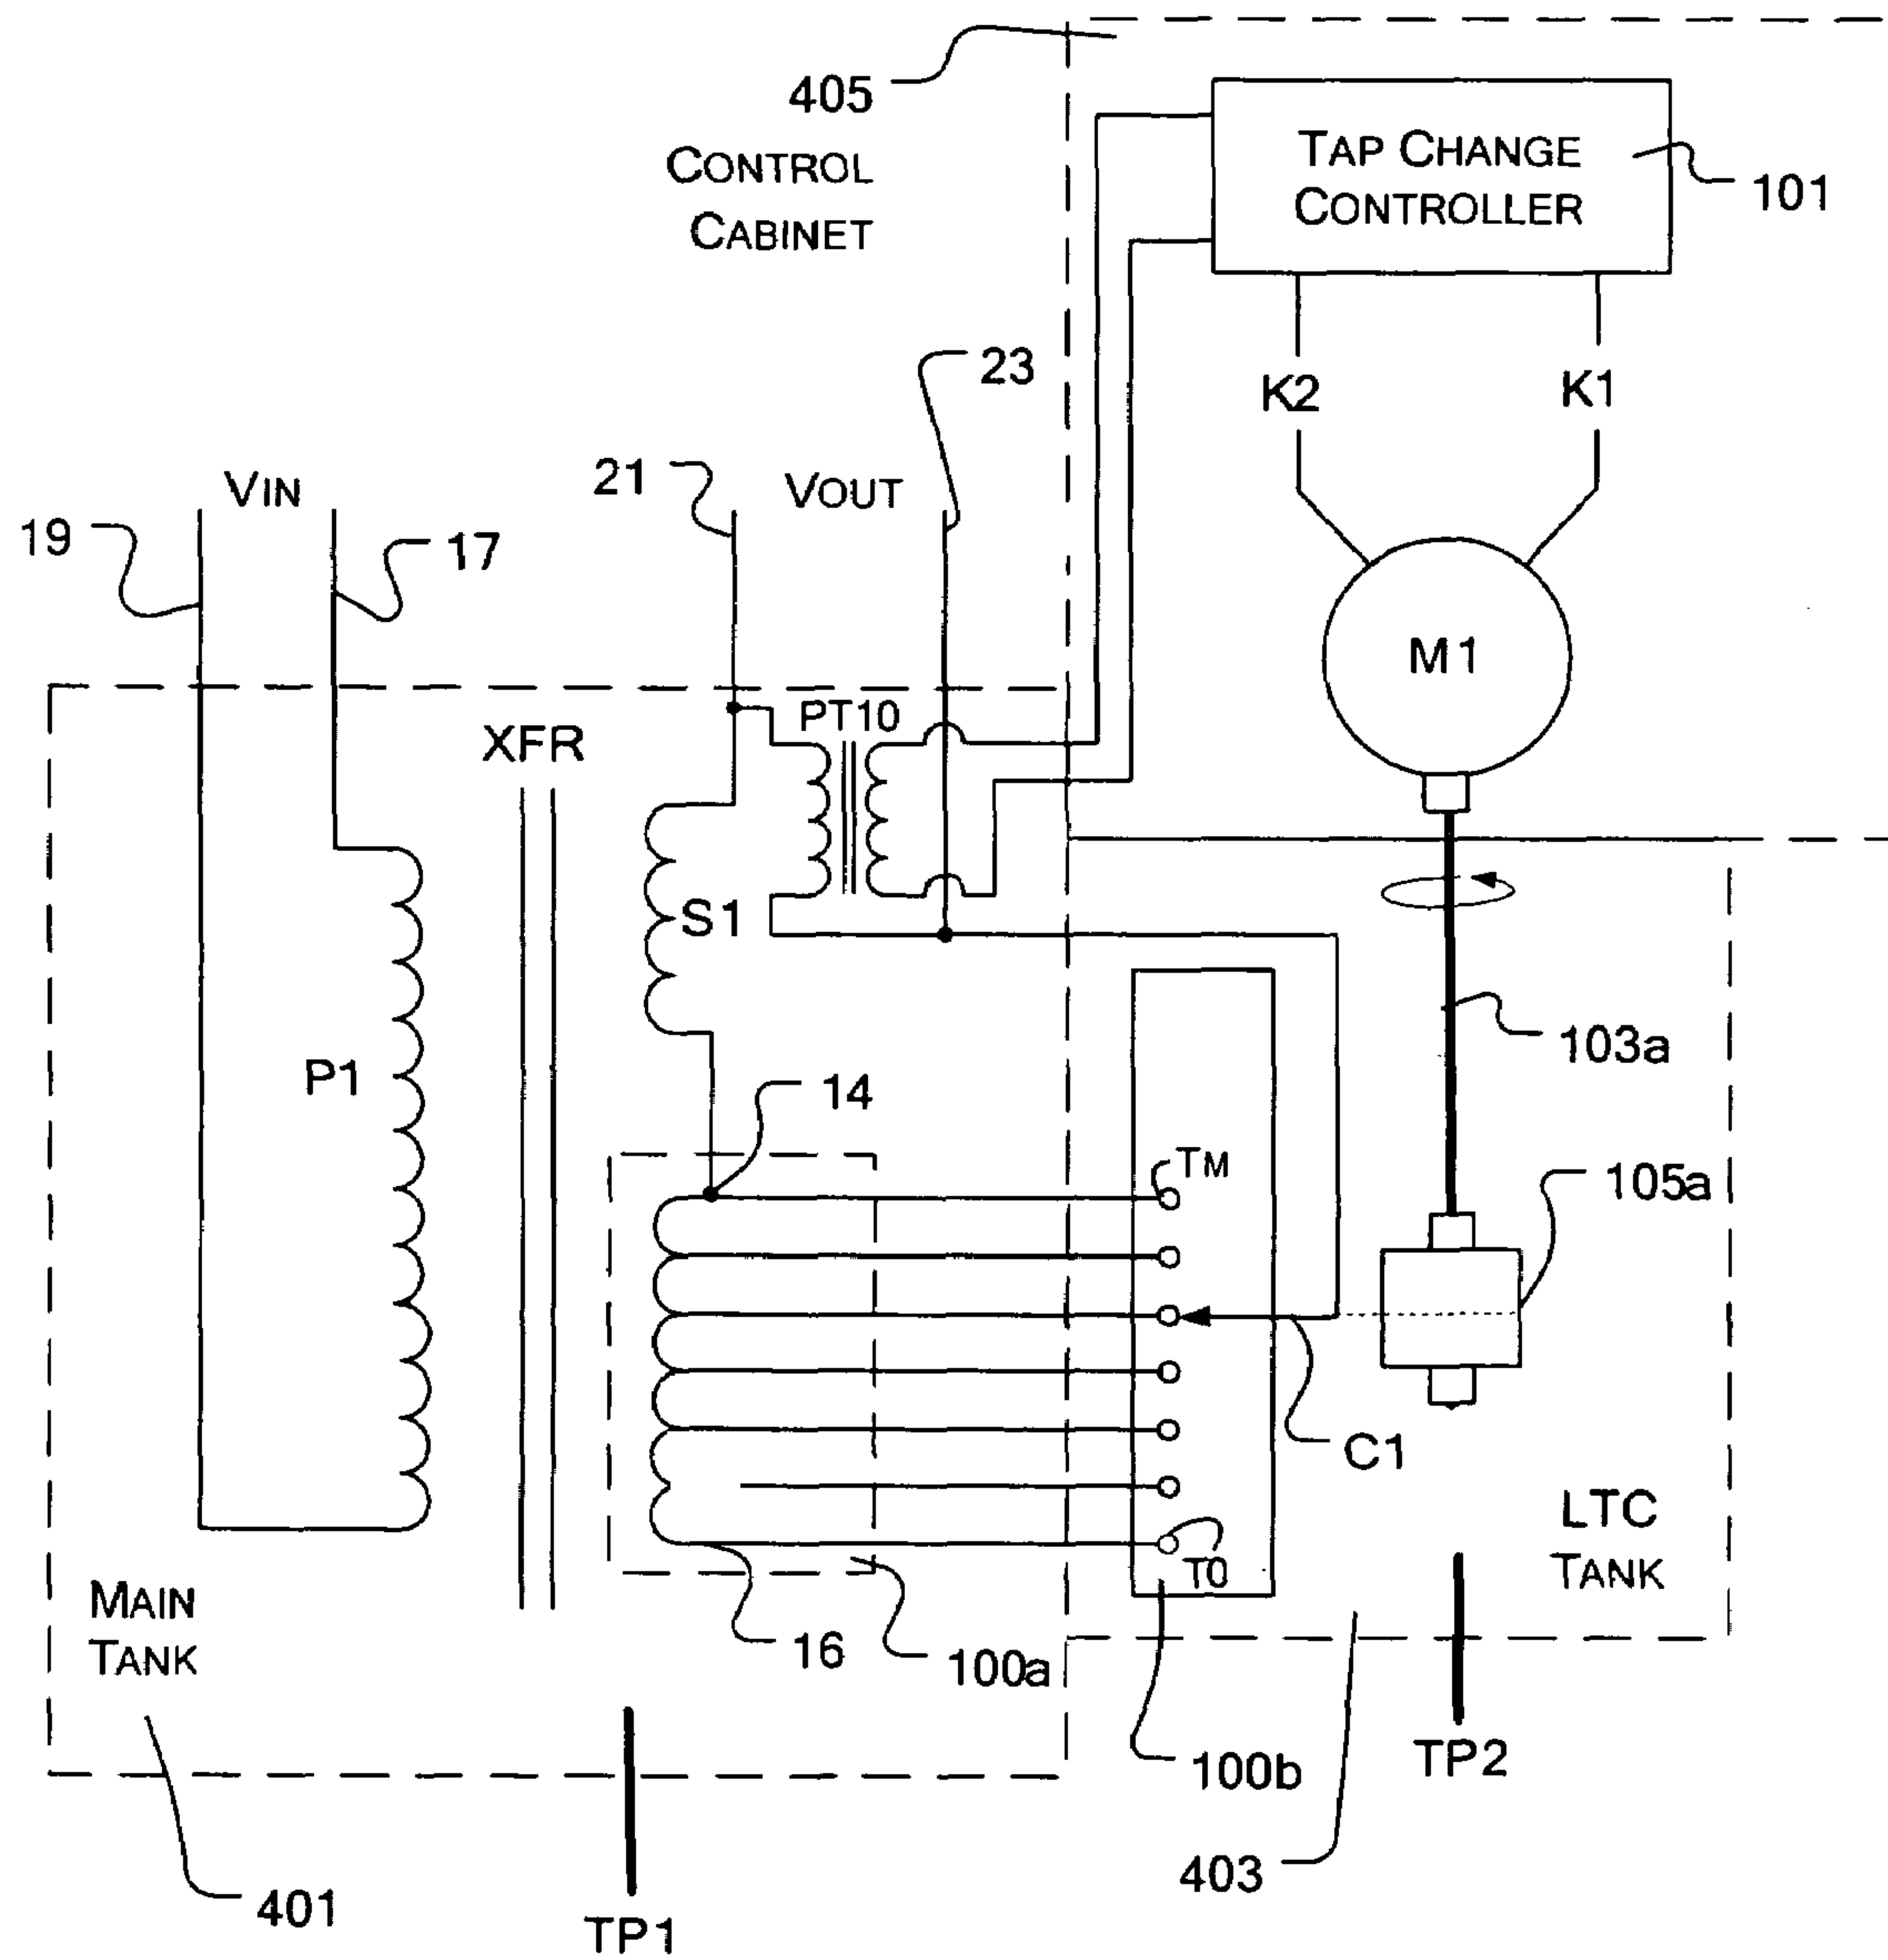 405
CONTROL
CABINET
TAP CHANGE
CONTROLLER
101
K2
K1
23
21
VOUT
VIN
19
17
M1
PT10
XFR
S1
103a
P1
14
TM
105a
C1
LTC
TANK
T0
MAIN
TANK
16
100a
100b
TP2
403
401
TP1